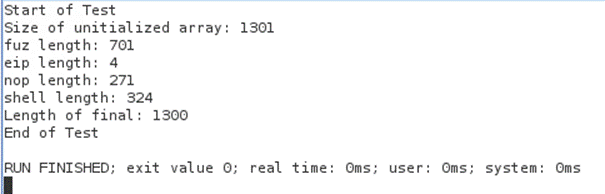 Start of Test
Size of unitialized array: 1301
fuz length: 701
eip length: 4
nop length: 271
shell length: 324
Length of final: 1300
End of Test
RUN FINISHED; exit value 0; real time: 0ms; user: 0ms; system: 0ms